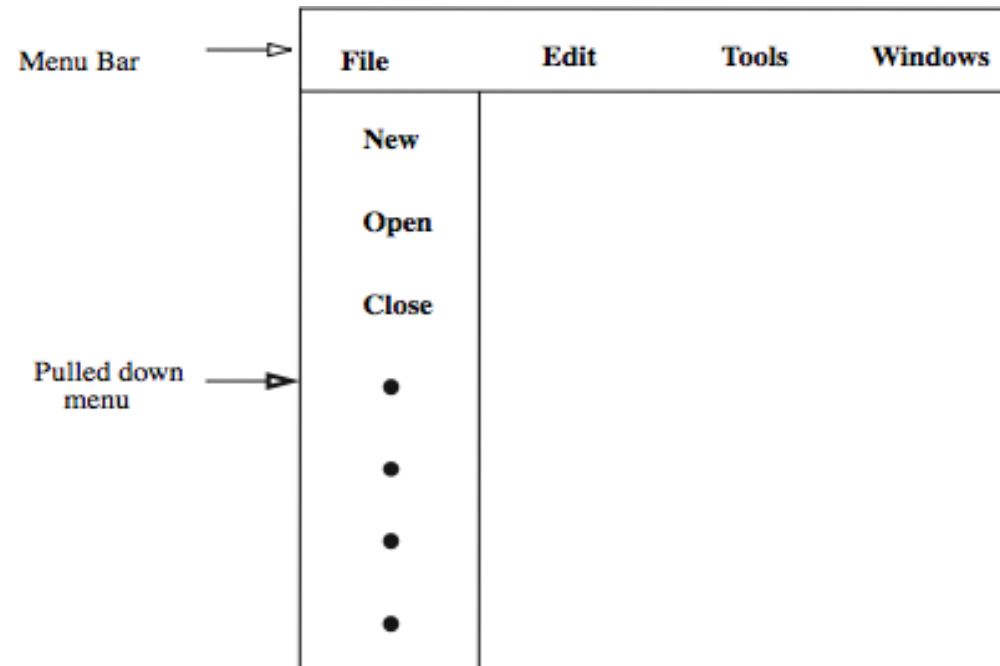 Menu Bar
File Edit Tools Windows
New
Open
Close
Pulled down
menu